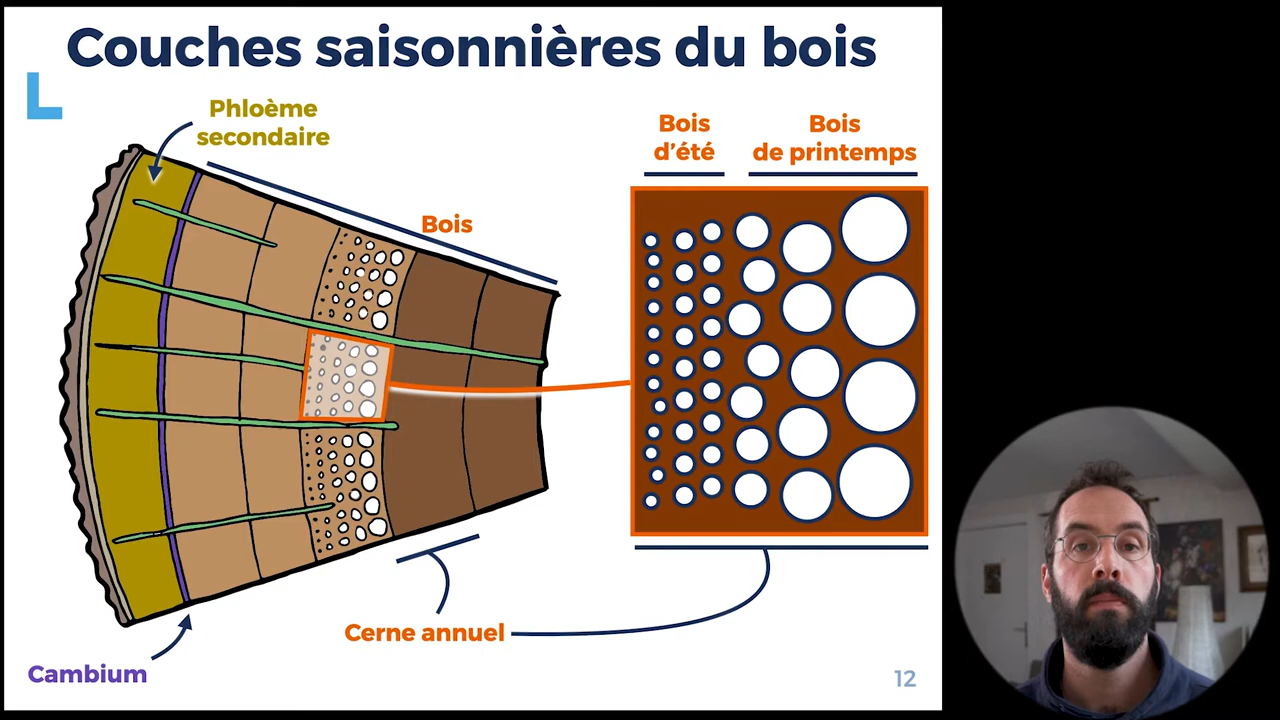 Couches saisonnières du bois
Phloème
secondaire
Bois
d'été
Bois
de printemps
Bois
Cerne annuel
Cambium
12